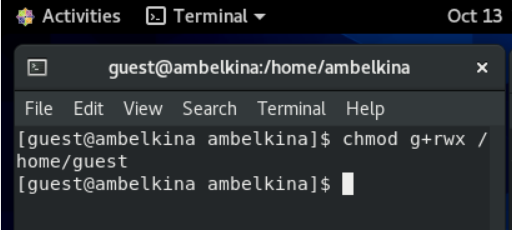 Activities Terminal Oct 13
guest@ambelkina:/home/ambelkina ×
File Edit View Search Terminal Help
[guest@ambelkina ambelkina]$ chmod g+rwx /
home/guest
[guest@ambelkina ambelkina]$